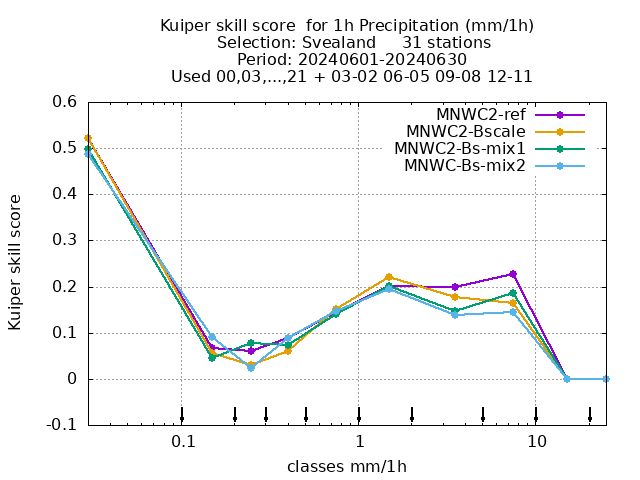 Kuiper skill score  for 1h Precipitation (mm/1h)
Selection: Svealand     31 stations
Period: 20240601-20240630
Used 00,03,...,21 + 03-02 06-05 09-08 12-11
MNWC2-ref
MNWC2-Bscale
MNWC2-Bs-mix1
MNWC-Bs-mix2
0.6
0.5
0.4
0.3
0.2
0.1
0
-0.1
Kuiper skill score
0.1 1 10
classes mm/1h